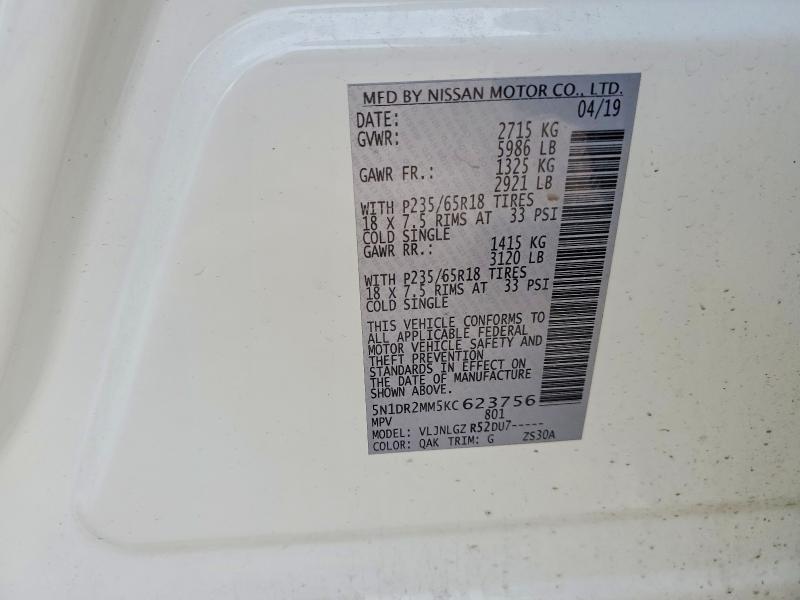 MFD BY NISSAN MOTOR CO., LTD.
DATE: 04/19
GVWR: 2715 KG
5986 LB
GAWR FR.: 1325 KG
2921 LB
WITH P235/65R18 TIRES
18 X 7.5 RIMS AT 33 PSI
COLD SINGLE
GAWR RR.: 1415 KG
3120 LB
WITH P235/65R18 TIRES
18 X 7.5 RIMS AT 33 PSI
COLD SINGLE
THIS VEHICLE CONFORMS TO
ALL APPLICABLE FEDERAL
MOTOR VEHICLE SAFETY AND
THEFT PREVENTION
STANDARDS IN EFFECT ON
THE DATE OF MANUFACTURE
SHOWN ABOVE.
5N1DR2MM5KC623756
MPV 801
MODEL: VLJNLGZ R52DU7-----
COLOR: QAK TRIM: G ZS30A